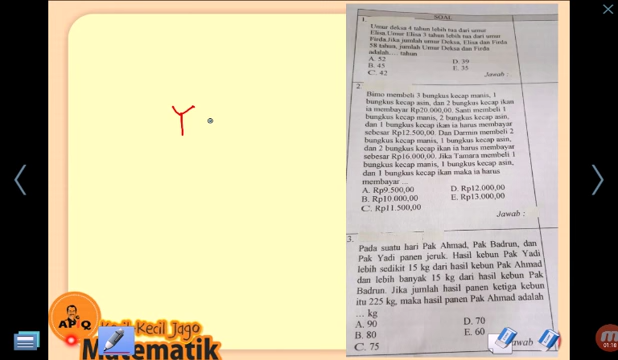 SOAL
1.
Umur deksa 4 tahun lebih tua dari umur
Elisa.Umur Elisa 3 tahun lebih tua dari umur
Firda.Jika jumlah umur Deksa, Elisa dan Firda
58 tahun, jumlah Umur Deksa dan Firda
adalah.... tahun
A. 52 D. 39
B. 45 E. 35
C. 42
Jawab :
2.
Bimo membeli 3 bungkus kecap manis, 1
bungkus kecap asin, dan 2 bungkus kecap ikan
ia membayar Rp20.000,00. Santi membeli 1
bungkus kecap manis, 2 bungkus kecap asin,
dan 1 bungkus kecap ikan ia harus membayar
sebesar Rp12.500,00. Dan Darmin membeli 2
bungkus kecap manis, 1 bungkus kecap asin,
dan 2 bungkus kecap ikan ia harus membayar
sebesar Rp16.000,00. Jika Tamara membeli 1
bungkus kecap manis, 1 bungkus kecap asin,
dan 1 bungkus kecap ikan maka ia harus
membayar ...
A. Rp9.500,00 D. Rp12.000,00
B. Rp10.000,00 E. Rp13.000,00
C. Rp11.500,00
Jawab :
3.
Pada suatu hari Pak Ahmad, Pak Badrun, dan
Pak Yadi panen jeruk. Hasil kebun Pak Yadi
lebih sedikit 15 kg dari hasil kebun Pak Ahmad
dan lebih banyak 15 kg dari hasil kebun Pak
Badrun. Jika jumlah hasil panen ketiga kebun
itu 225 kg, maka hasil panen Pak Ahmad adalah
... kg
A. 90 D. 70
B. 80 E. 60
C. 75
Y
APIQ
Kecil Jago
01:16